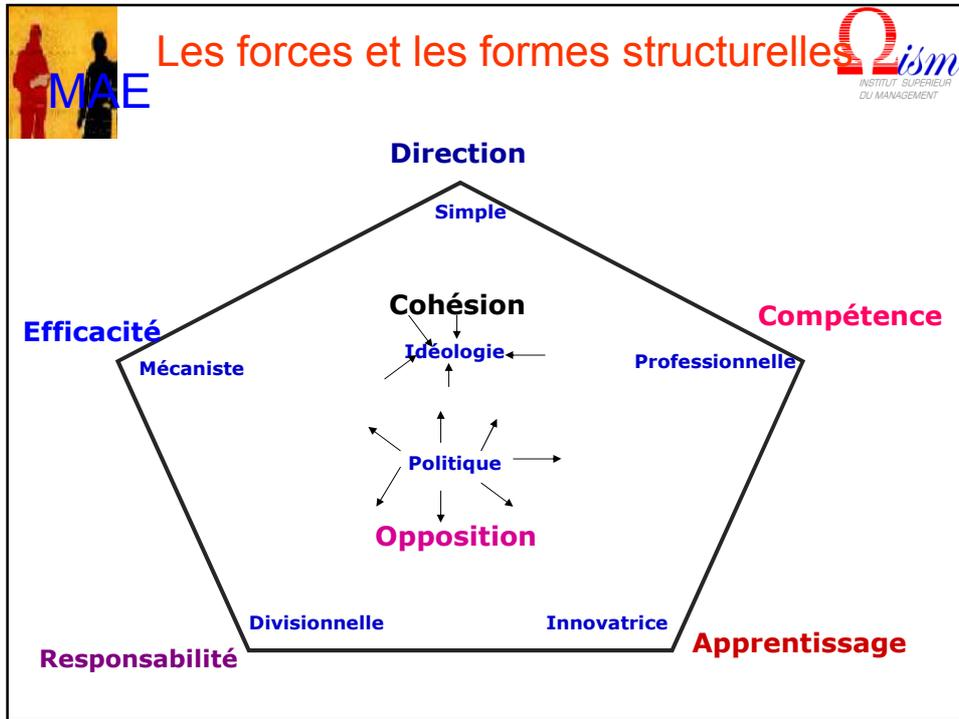 Les forces et les formes structurelles
MAE
Ωism
INSTITUT SUPERIEUR
DU MANAGEMENT
Direction
Simple
Cohésion
Idéologie
Efficacité
Mécaniste
Compétence
Professionnelle
Politique
Opposition
Divisionnelle
Innovatrice
Responsabilité
Apprentissage